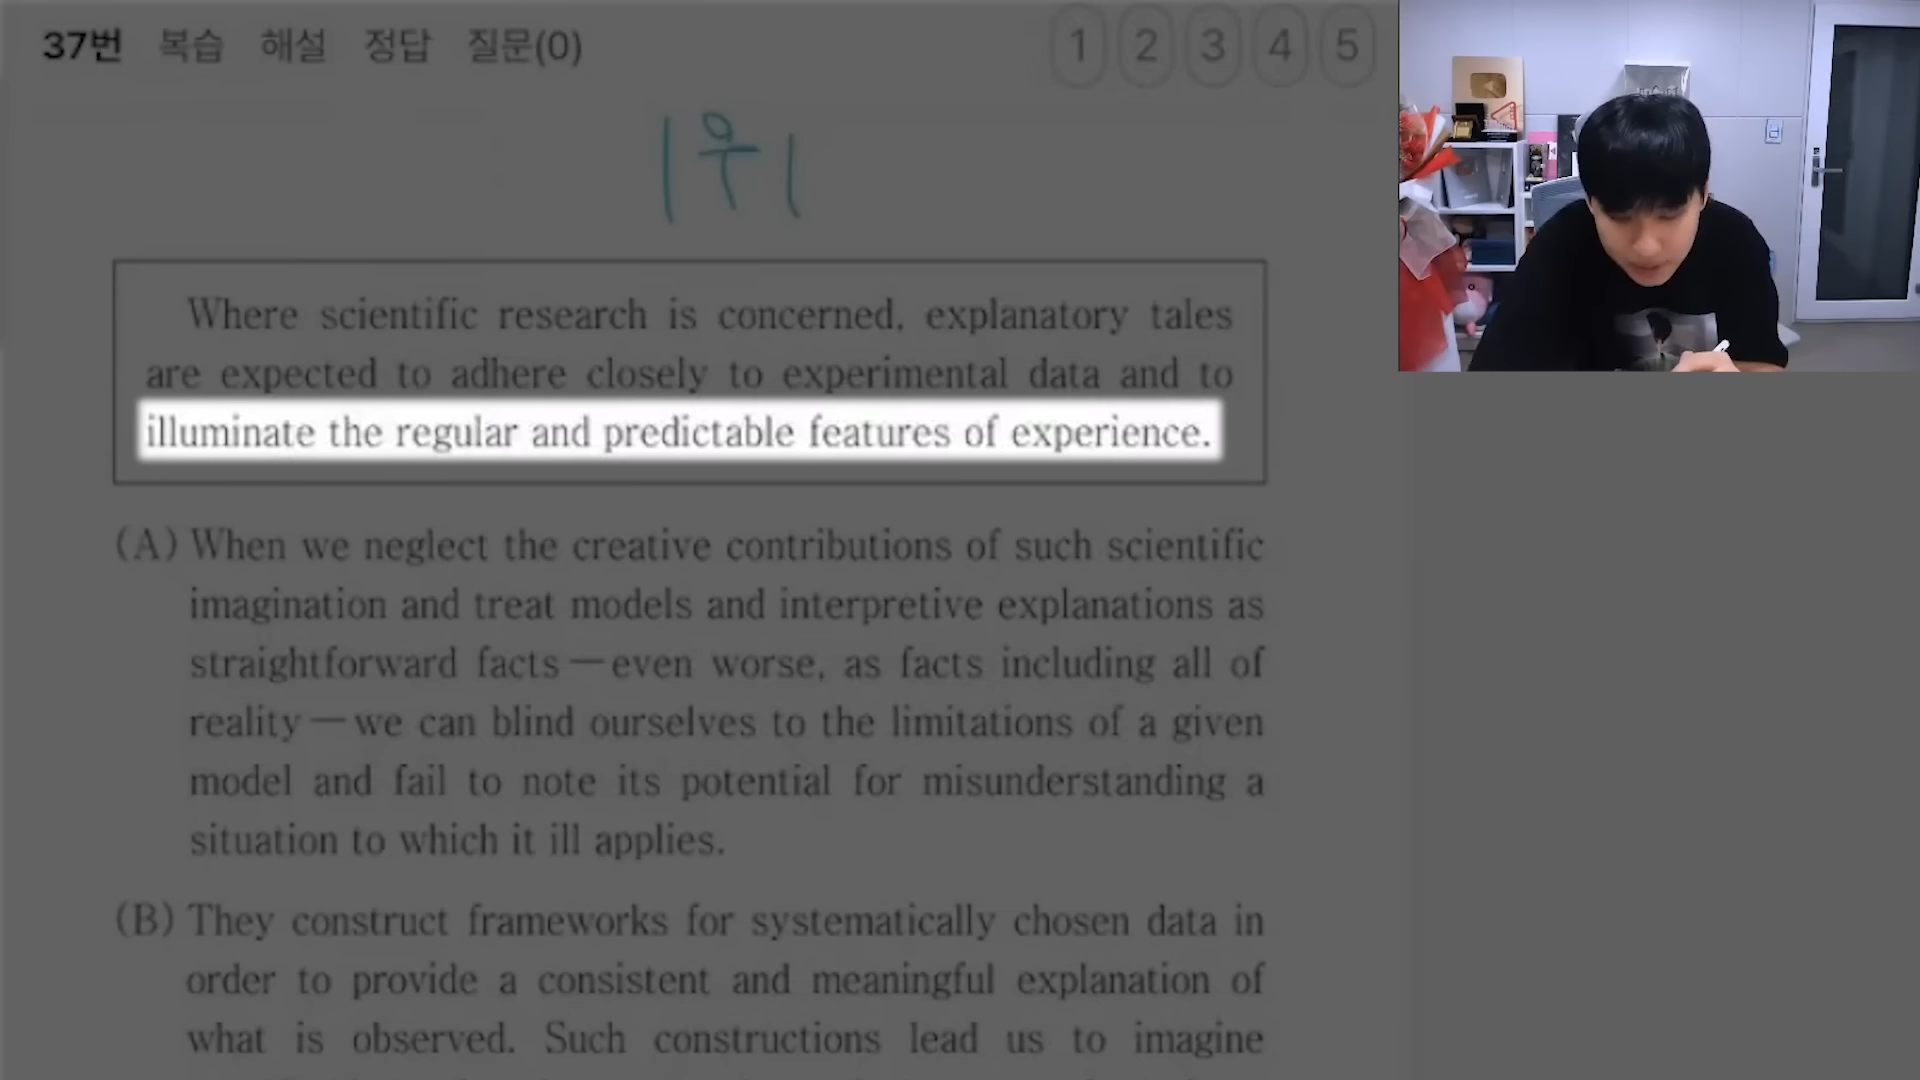 37번 복습 해설 정답 질문(0)
1 2 3 4 5
Where scientific research is concerned, explanatory tales
are expected to adhere closely to experimental data and to
illuminate the regular and predictable features of experience.
(A) When we neglect the creative contributions of such scientific
imagination and treat models and interpretive explanations as
straightforward facts—even worse, as facts including all of
reality—we can blind ourselves to the limitations of a given
model and fail to note its potential for misunderstanding a
situation to which it ill applies.
(B) They construct frameworks for systematically chosen data in
order to provide a consistent and meaningful explanation of
what is observed. Such constructions lead us to imagine